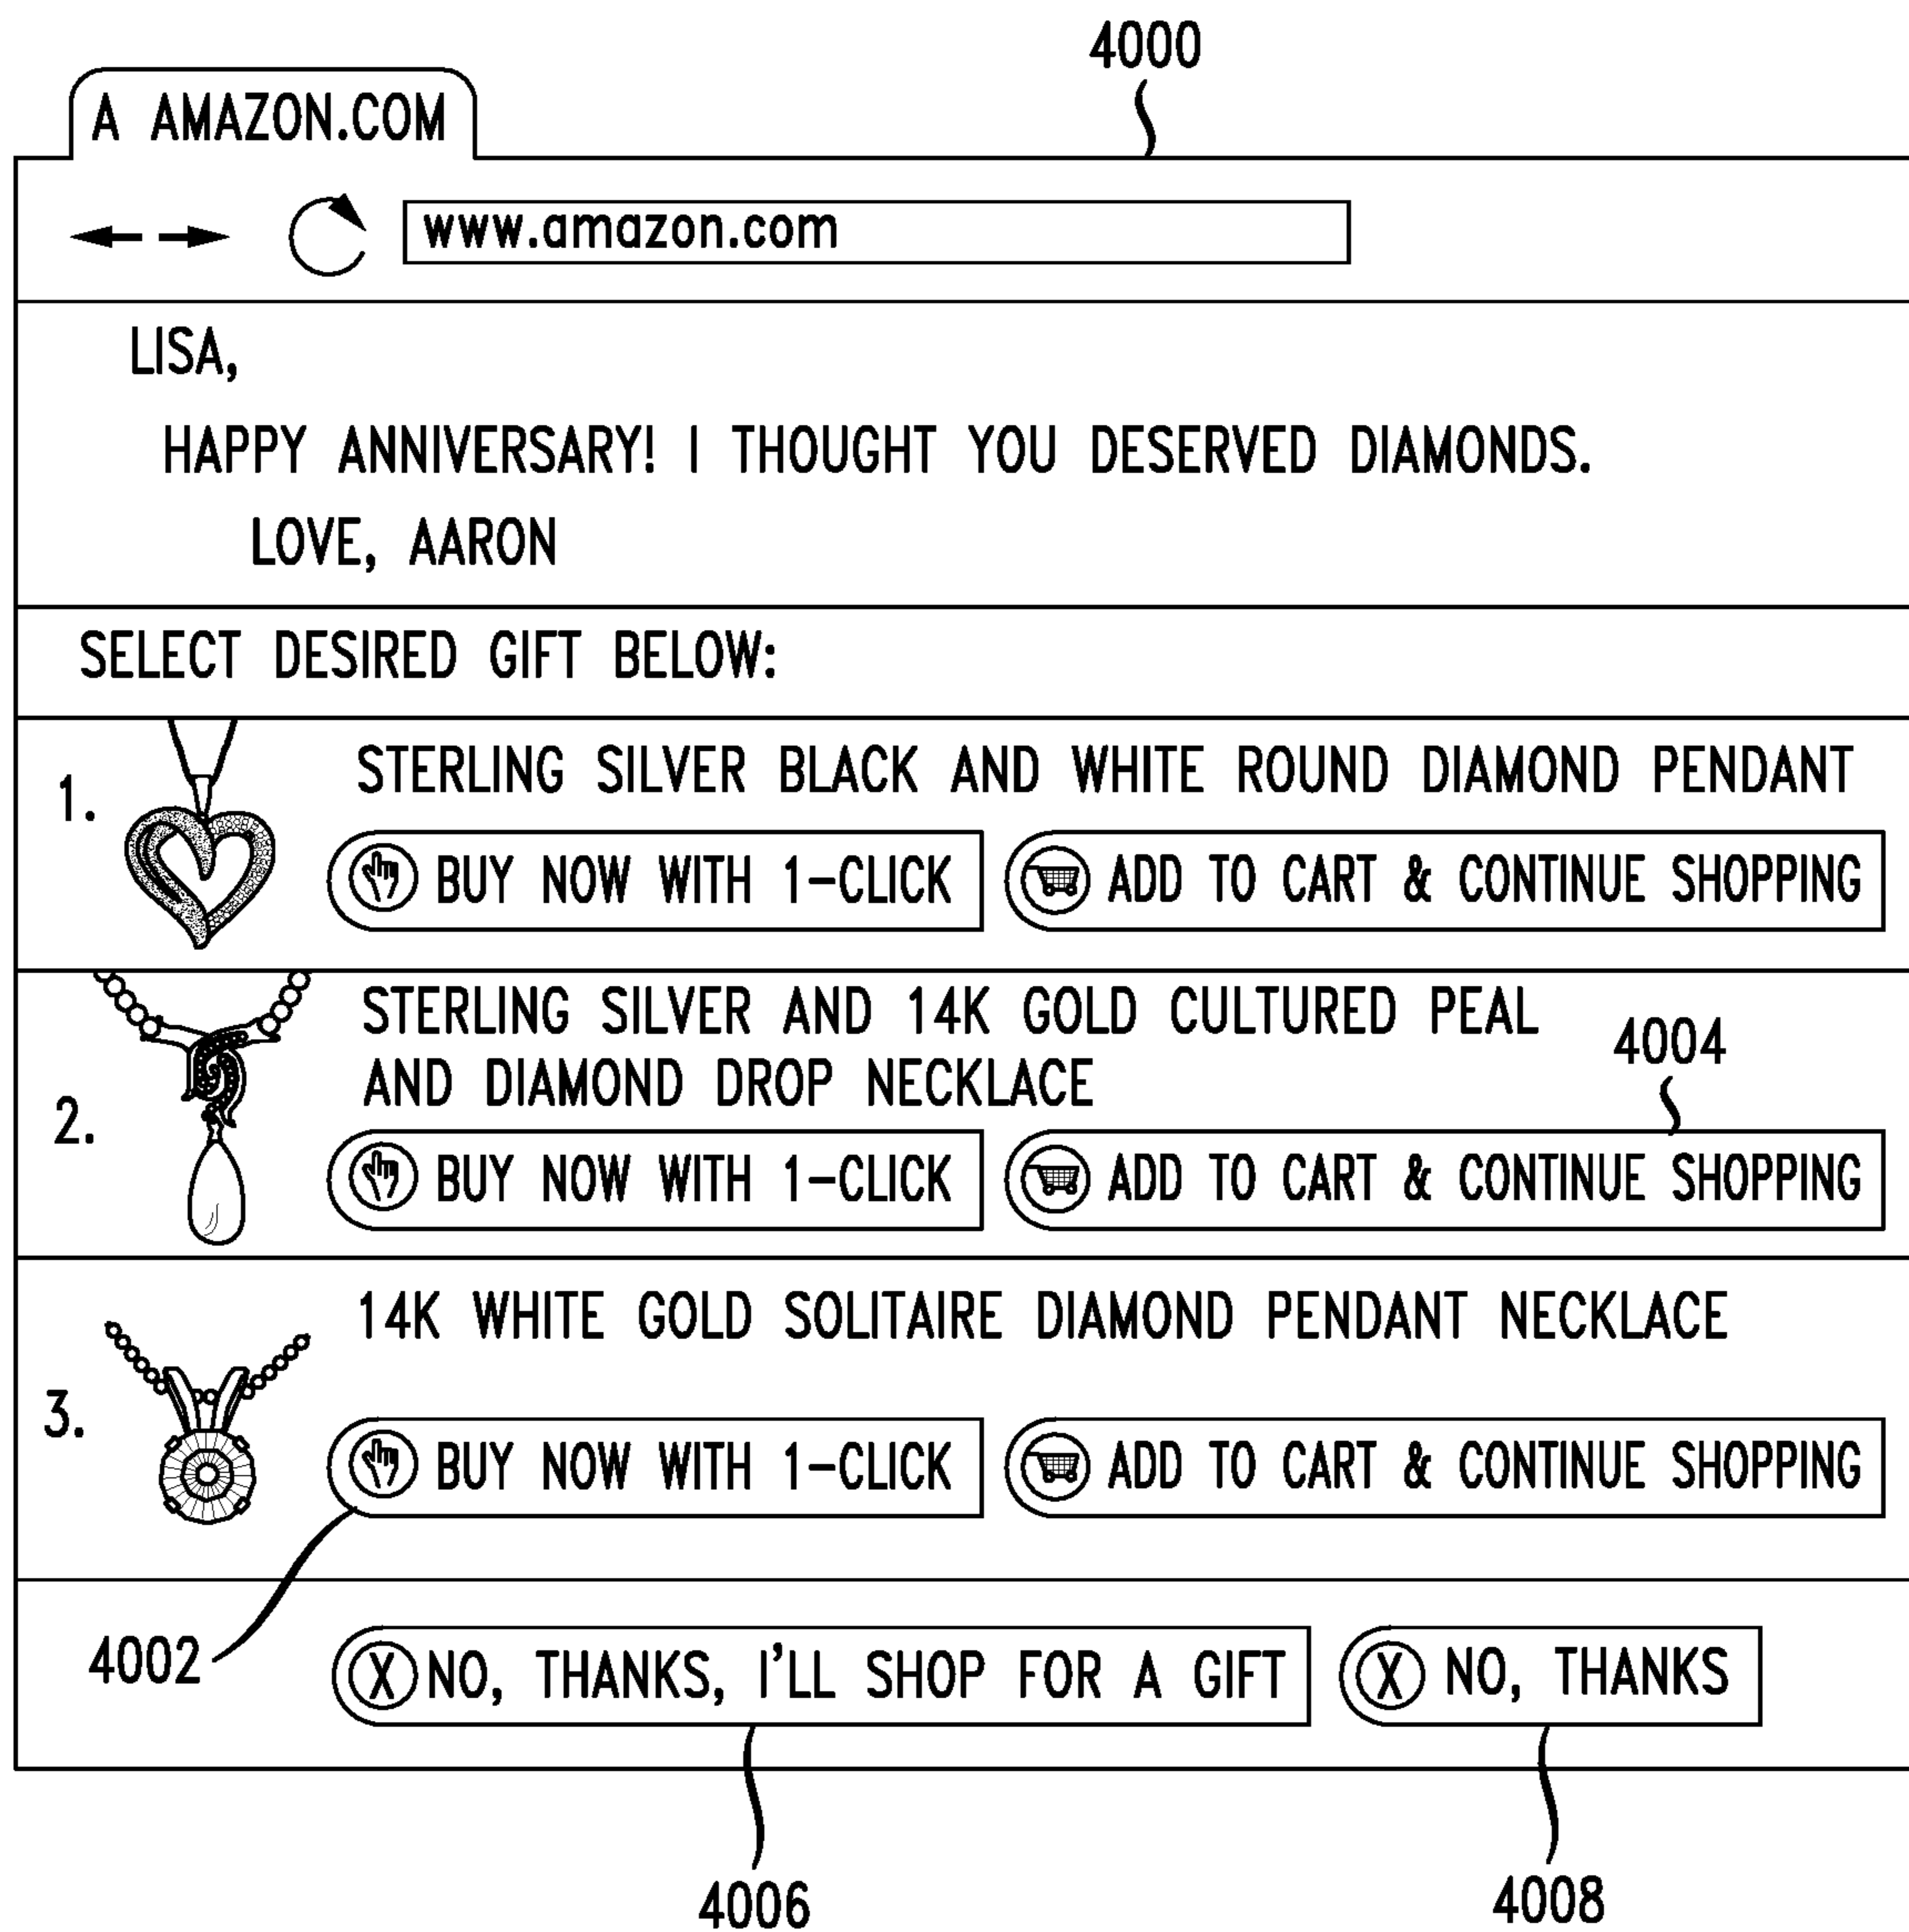 4000
A AMAZON.COM
www.amazon.com
LISA,
HAPPY ANNIVERSARY! I THOUGHT YOU DESERVED DIAMONDS.
LOVE, AARON
SELECT DESIRED GIFT BELOW:
1.
STERLING SILVER BLACK AND WHITE ROUND DIAMOND PENDANT
BUY NOW WITH 1-CLICK
ADD TO CART & CONTINUE SHOPPING
2.
STERLING SILVER AND 14K GOLD CULTURED PEAL
AND DIAMOND DROP NECKLACE
4004
BUY NOW WITH 1-CLICK
ADD TO CART & CONTINUE SHOPPING
3.
14K WHITE GOLD SOLITAIRE DIAMOND PENDANT NECKLACE
BUY NOW WITH 1-CLICK
ADD TO CART & CONTINUE SHOPPING
4002
X NO, THANKS, I'LL SHOP FOR A GIFT
X NO, THANKS
4006
4008